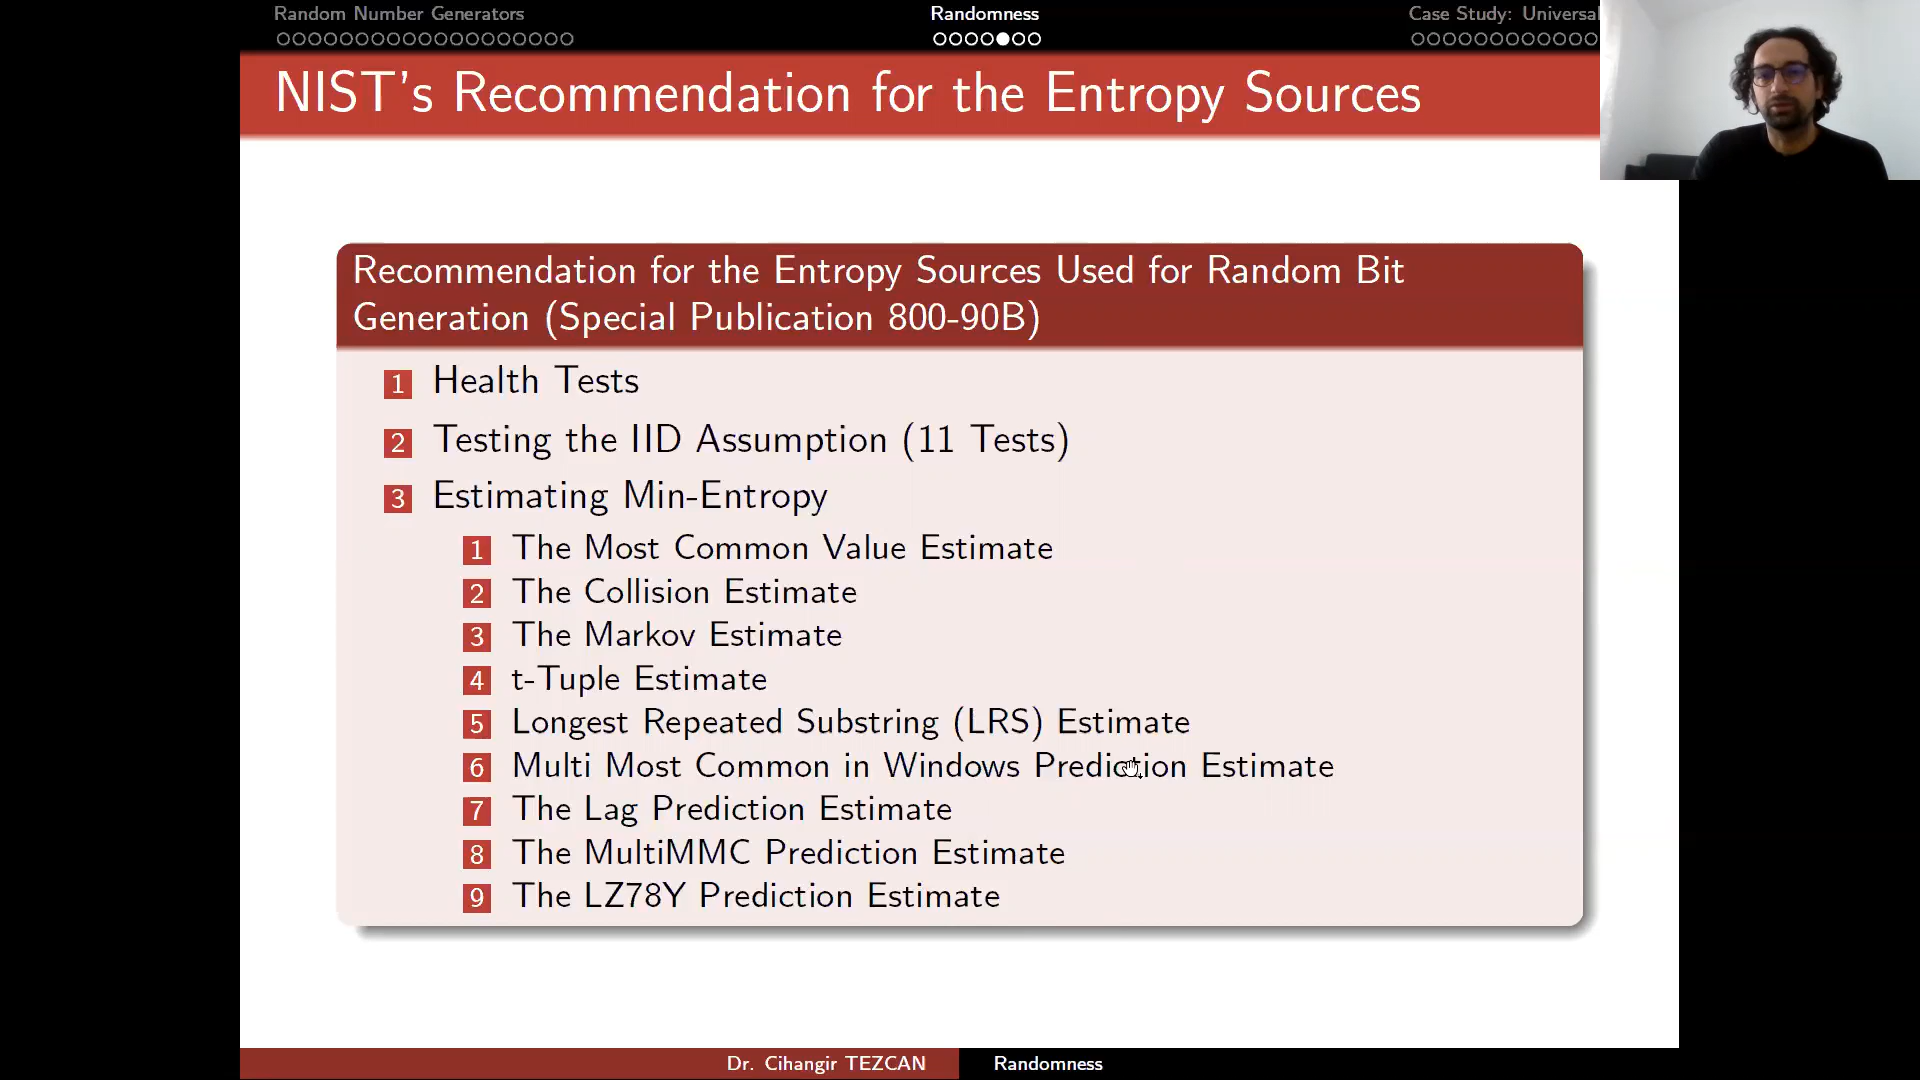 Random Number Generators
Randomness
Case Study: Universal
NIST's Recommendation for the Entropy Sources
Recommendation for the Entropy Sources Used for Random Bit
Generation (Special Publication 800-90B)
1 Health Tests
2 Testing the IID Assumption (11 Tests)
3 Estimating Min-Entropy
1 The Most Common Value Estimate
2 The Collision Estimate
3 The Markov Estimate
4 t-Tuple Estimate
5 Longest Repeated Substring (LRS) Estimate
6 Multi Most Common in Windows Prediction Estimate
7 The Lag Prediction Estimate
8 The MultiMMC Prediction Estimate
9 The LZ78Y Prediction Estimate
Dr. Cihangir TEZCAN
Randomness